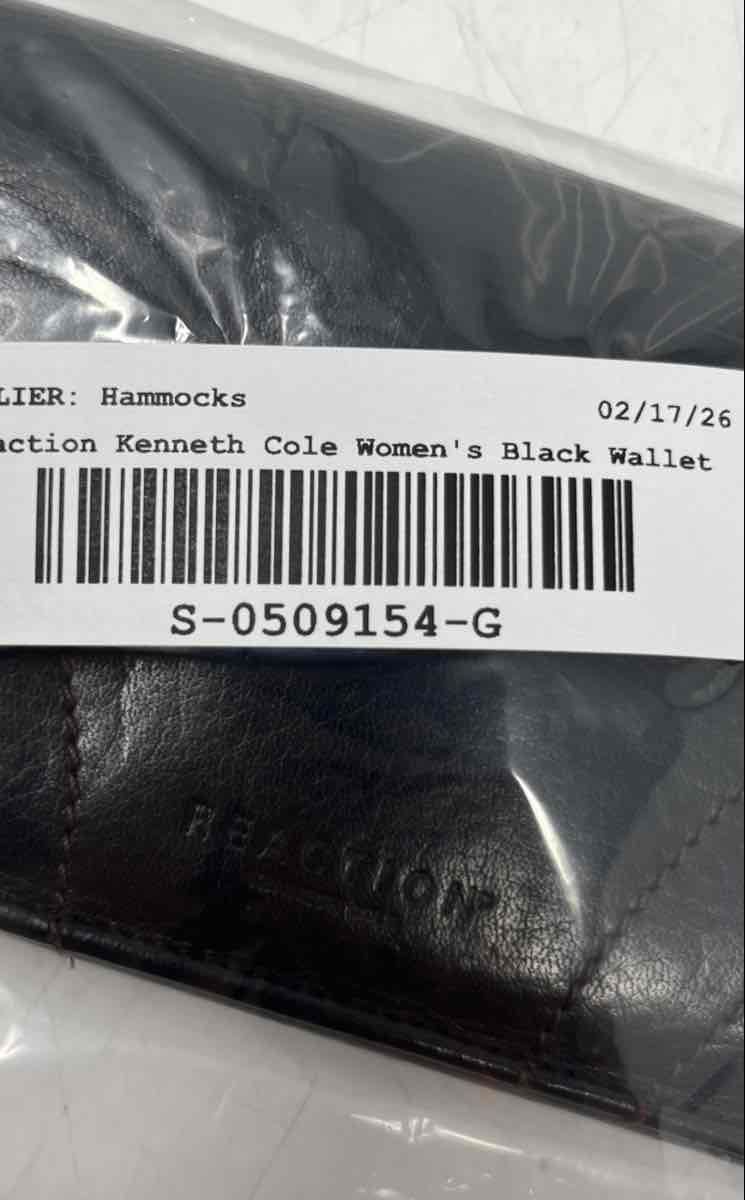 LIER: Hammocks 02/17/26
action Kenneth Cole Women's Black Wallet
S-0509154-G
REACTION